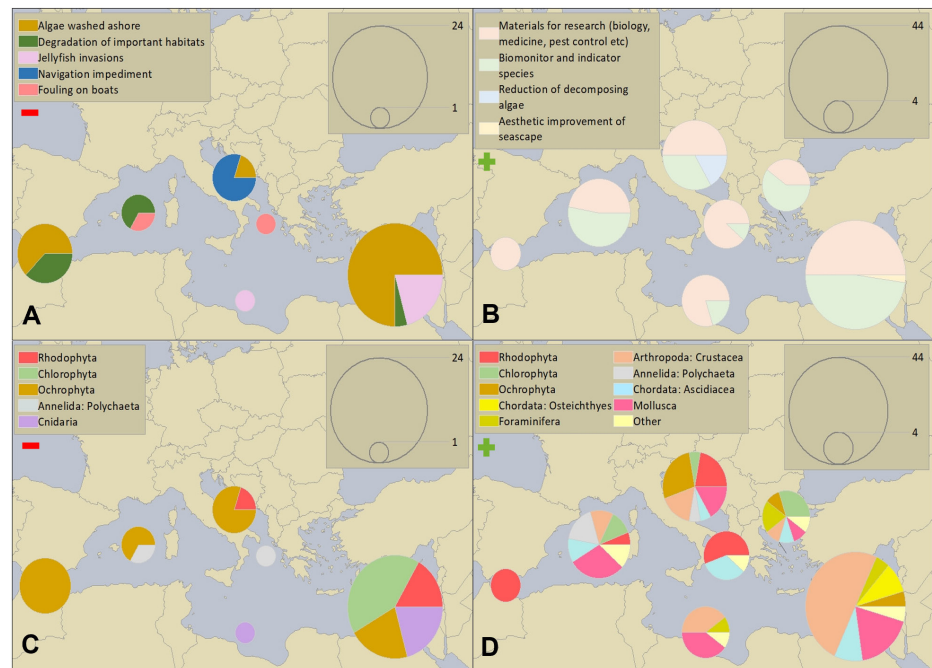 Algae washed ashore
Degradation of important habitats
Jellyfish invasions
Navigation impediment
Fouling on boats
24
1
A
Materials for research (biology,
medicine, pest control etc)
Biomonitor and indicator
species
Reduction of decomposing
algae
Aesthetic improvement of
seascape
44
4
B
Rhodophyta
Chlorophyta
Ochrophyta
Annelida: Polychaeta
Cnidaria
24
1
C
Rhodophyta
Chlorophyta
Ochrophyta
Chordata: Osteichthyes
Foraminifera
Arthropoda: Crustacea
Annelida: Polychaeta
Chordata: Ascidiacea
Mollusca
Other
44
4
D